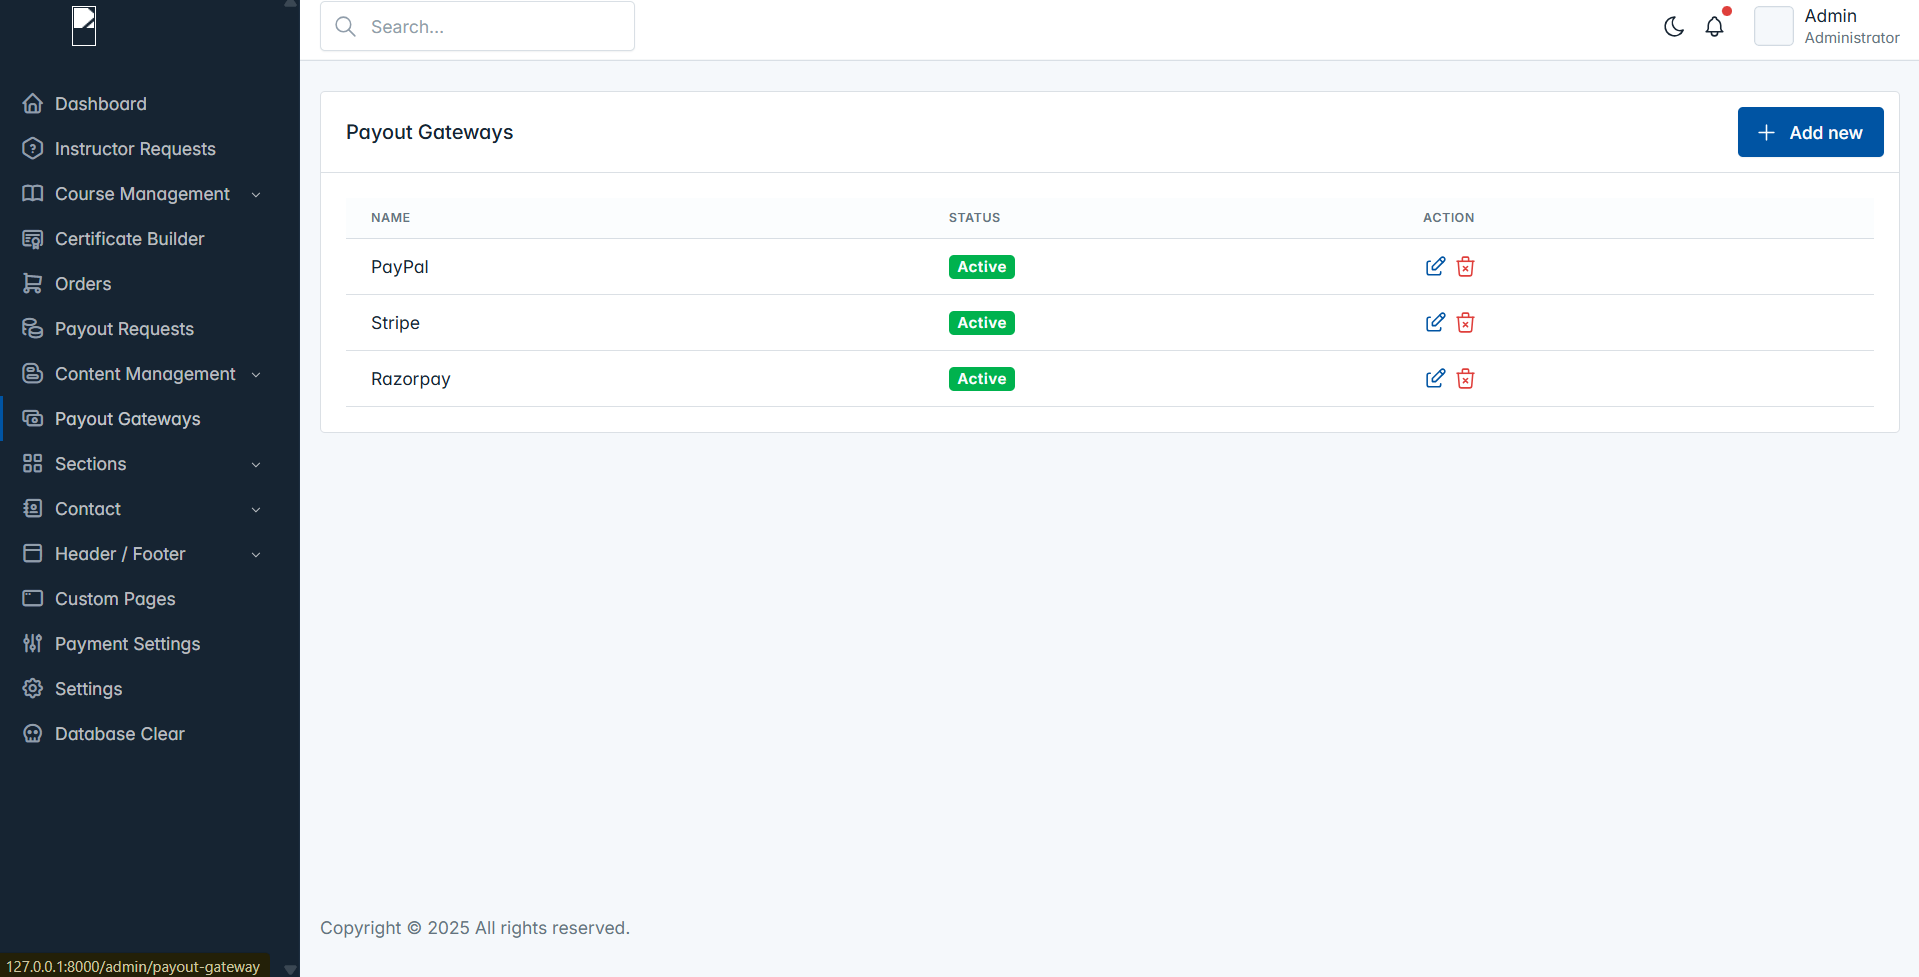 Search...
Admin
Administrator
Dashboard
Instructor Requests
Course Management
Certificate Builder
Orders
Payout Requests
Content Management
Payout Gateways
Sections
Contact
Header / Footer
Custom Pages
Payment Settings
Settings
Database Clear
Payout Gateways
Add new
NAME STATUS ACTION
PayPal Active
Stripe Active
Razorpay Active
Copyright © 2025 All rights reserved.
127.0.0.1:8000/admin/payout-gateway